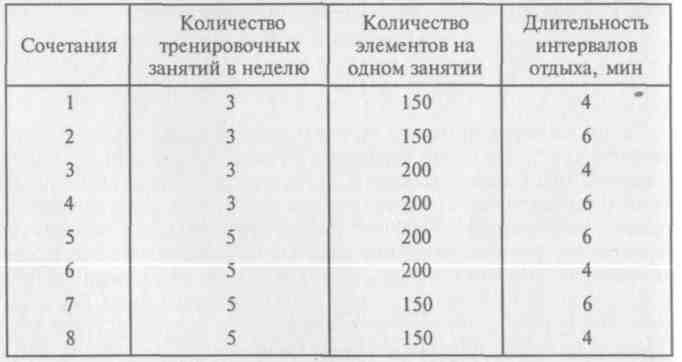 Сочетания Количество тренировочных занятий в неделю Количество элементов на одном занятии Длительность интервалов отдыха, мин
1 3 150 4
2 3 150 6
3 3 200 4
4 3 200 6
5 5 200 6
6 5 200 4
7 5 150 6
8 5 150 4